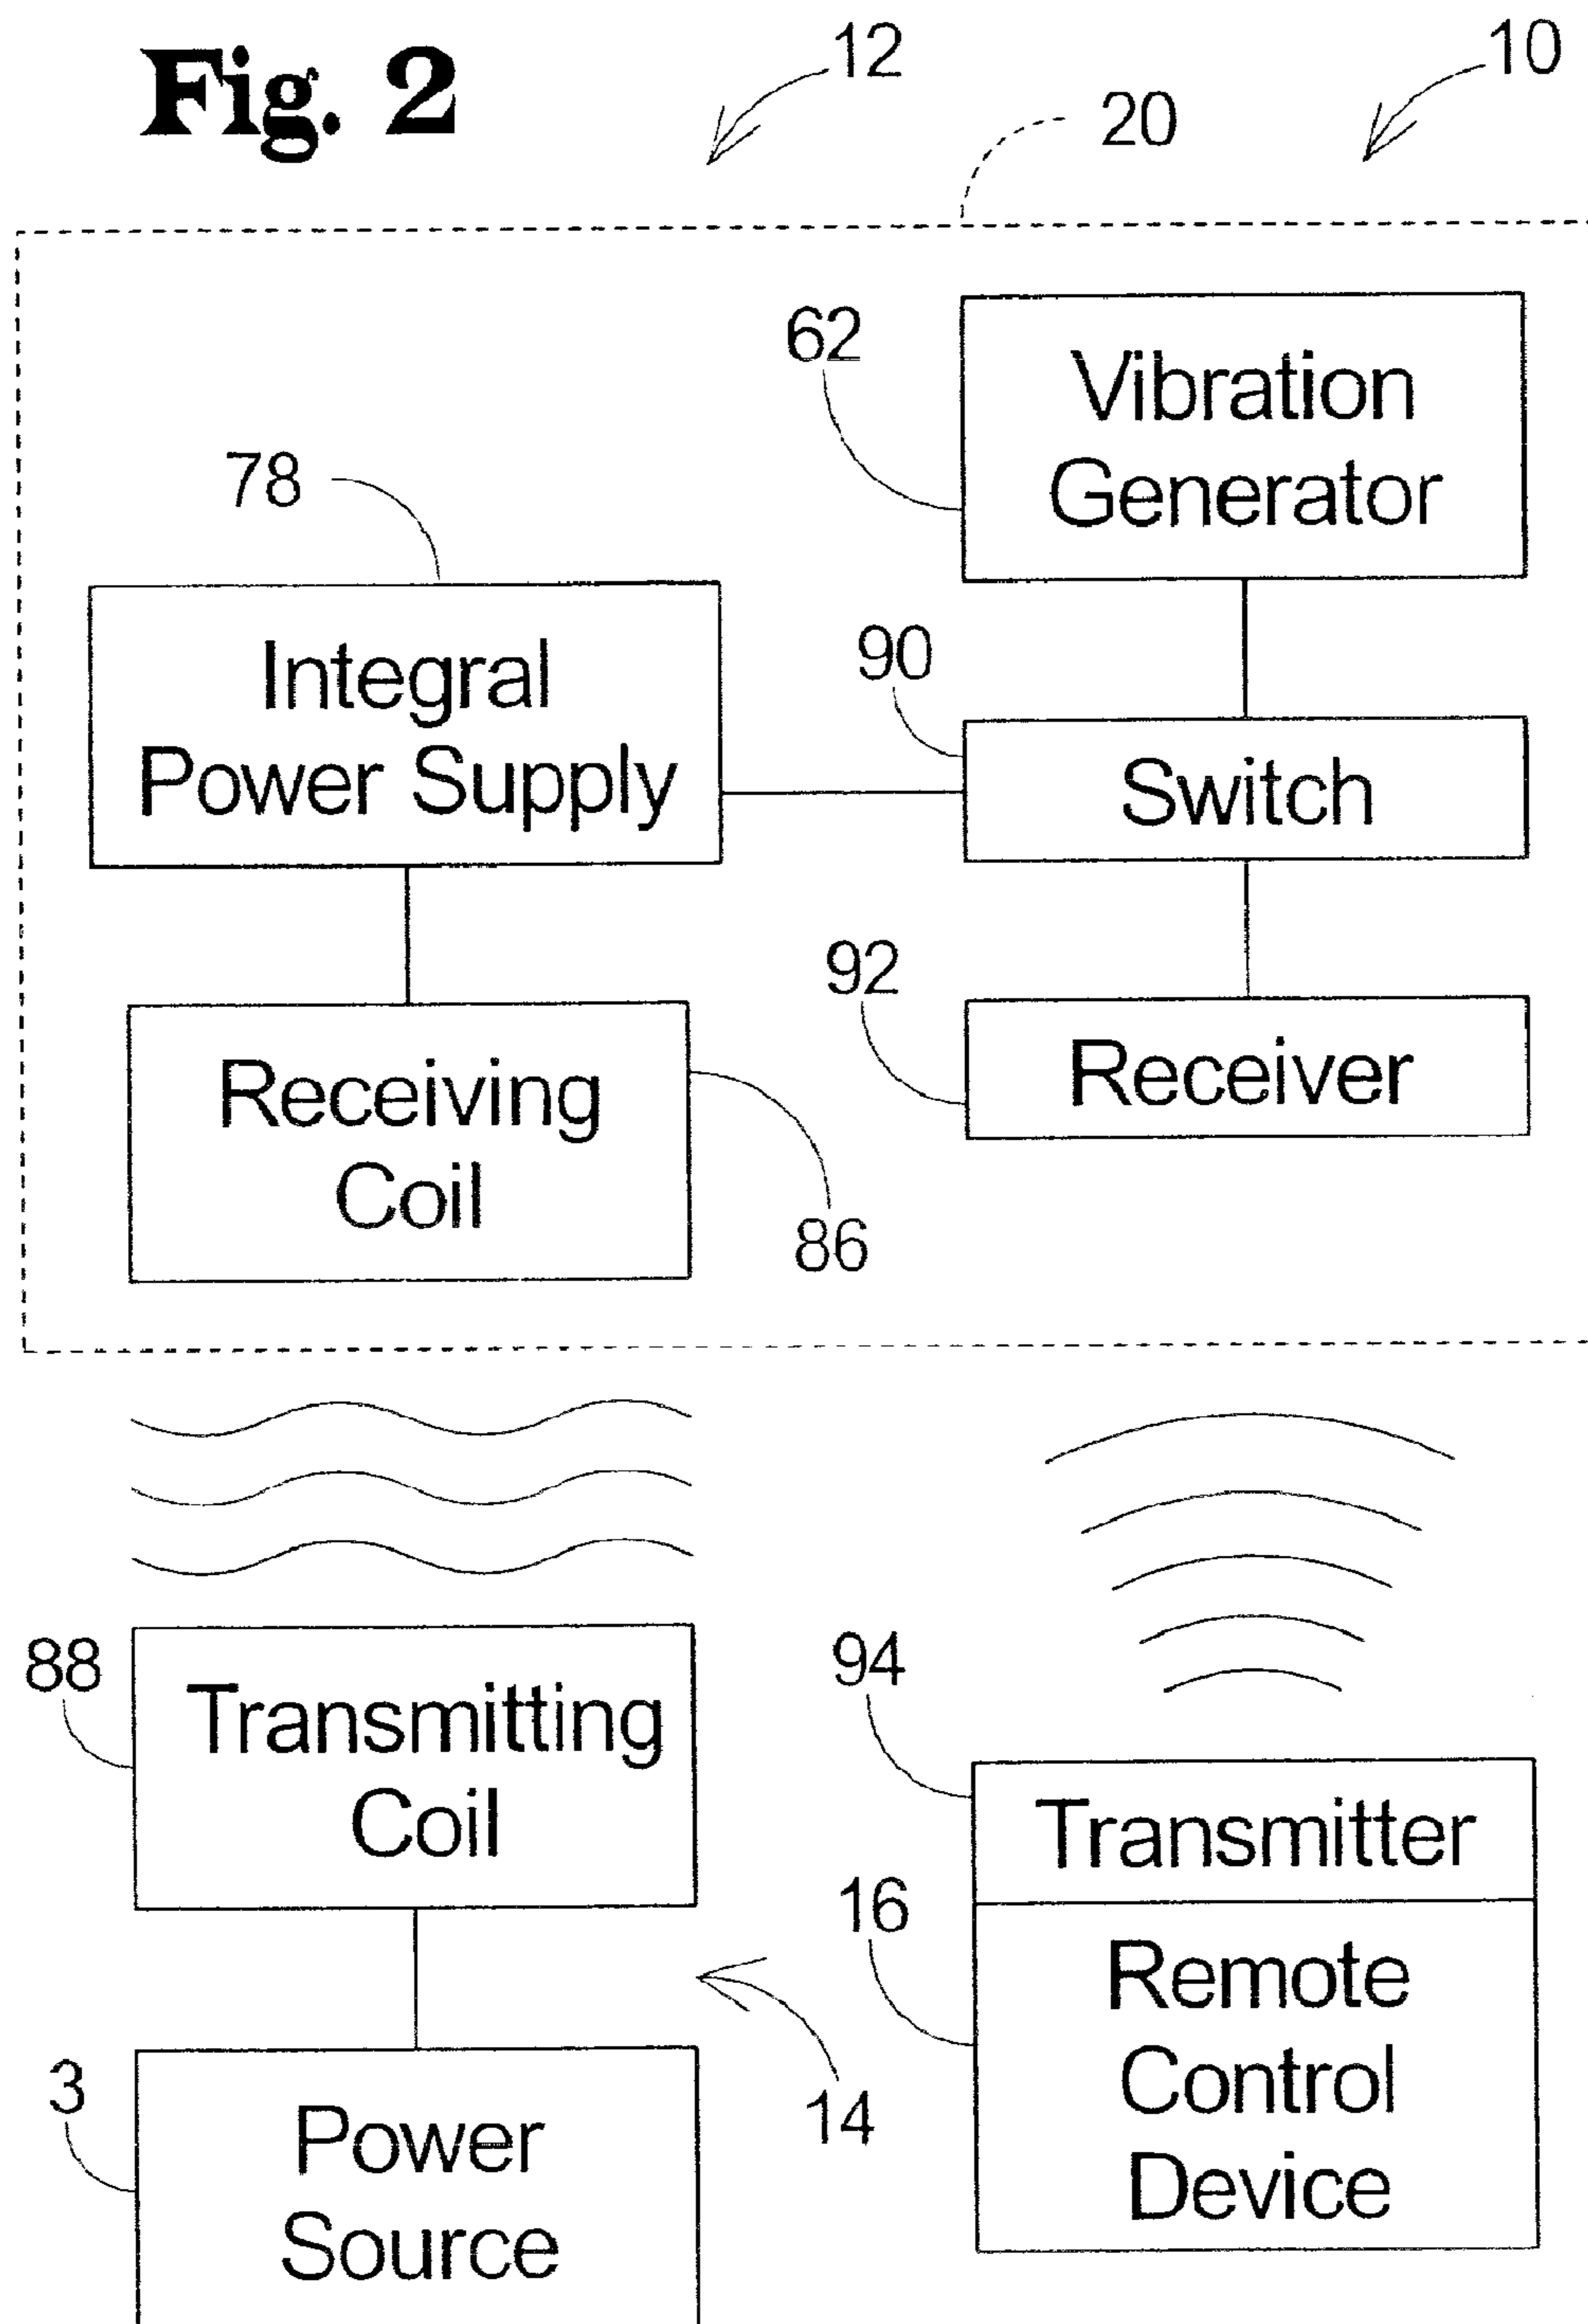 Fig. 2
12
10
20
62
Vibration
Generator
78
Integral
Power Supply
90
Switch
92
Receiver
Receiving
Coil
86
88
Transmitting
Coil
94
Transmitter
16
Remote
Control
Device
14
3
Power
Source